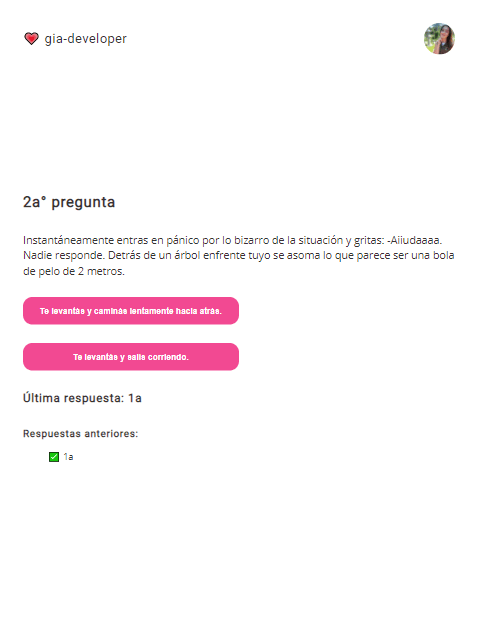 gia-developer
2a° pregunta
Instantáneamente entras en pánico por lo bizarro de la situación y gritas: -Aiiudaaaa.
Nadie responde. Detrás de un árbol enfrente tuyo se asoma lo que parece ser una bola
de pelo de 2 metros.
Te levantás y caminás lentamente hacia atrás.
Te levantás y salís corriendo.
Última respuesta: 1a
Respuestas anteriores:
✅ 1a